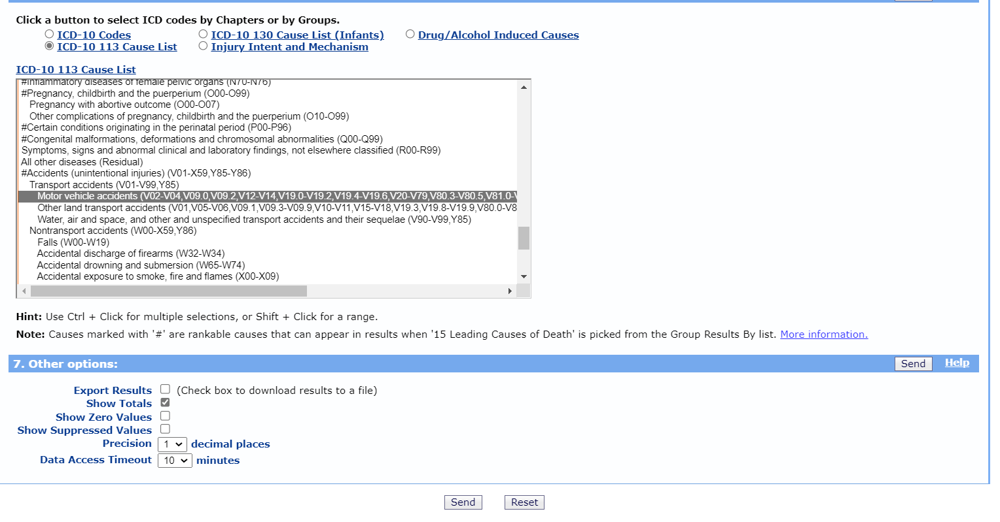 Click a button to select ICD codes by Chapters or by Groups.
ICD-10 Codes ICD-10 130 Cause List (Infants) Drug/Alcohol Induced Causes
ICD-10 113 Cause List Injury Intent and Mechanism
ICD-10 113 Cause List
#Inflammatory diseases of female pelvic organs (N70-N76)
#Pregnancy, childbirth and the puerperium (O00-O99)
Pregnancy with abortive outcome (O00-O07)
Other complications of pregnancy, childbirth and the puerperium (O10-O99)
#Certain conditions originating in the perinatal period (P00-P96)
#Congenital malformations, deformations and chromosomal abnormalities (Q00-Q99)
Symptoms, signs and abnormal clinical and laboratory findings, not elsewhere classified (R00-R99)
All other diseases (Residual)
#Accidents (unintentional injuries) (V01-X59,Y85-Y86)
Transport accidents (V01-V99,Y85)
Motor vehicle accidents (V02-V04,V09.0,V09.2,V12-V14,V19.0-V19.2,V19.4-V19.6,V20-V79,V80.3-V80.5,V81.0-V
Other land transport accidents (V01,V05-V06,V09.1,V09.3-V09.9,V10-V11,V15-V18,V19.3,V19.8-V19.9,V80.0-V8
Water, air and space, and other and unspecified transport accidents and their sequelae (V90-V99,Y85)
Nontransport accidents (W00-X59,Y86)
Falls (W00-W19)
Accidental discharge of firearms (W32-W34)
Accidental drowning and submersion (W65-W74)
Accidental exposure to smoke, fire and flames (X00-X09)
Hint: Use Ctrl + Click for multiple selections, or Shift + Click for a range.
Note: Causes marked with '#' are rankable causes that can appear in results when '15 Leading Causes of Death' is picked from the Group Results By list. More information.
7. Other options: Send Help
Export Results (Check box to download results to a file)
Show Totals
Show Zero Values
Show Suppressed Values
Precision 1 decimal places
Data Access Timeout 10 minutes
Send Reset